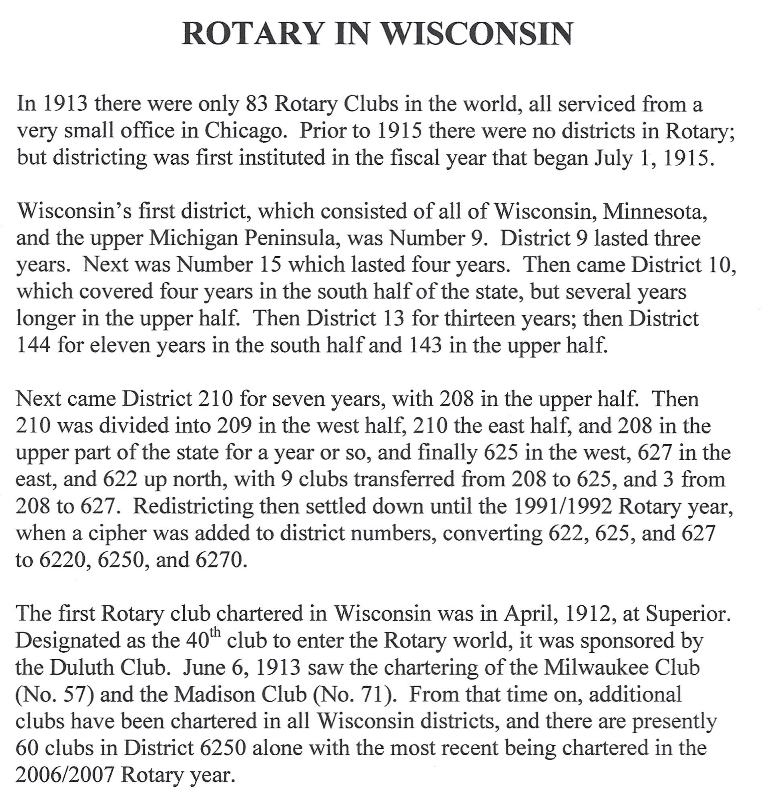 ROTARY IN WISCONSIN
In 1913 there were only 83 Rotary Clubs in the world, all serviced from a
very small office in Chicago.  Prior to 1915 there were no districts in Rotary;
but districting was first instituted in the fiscal year that began July 1, 1915.
Wisconsin's first district, which consisted of all of Wisconsin, Minnesota,
and the upper Michigan Peninsula, was Number 9.  District 9 lasted three
years.  Next was Number 15 which lasted four years.  Then came District 10,
which covered four years in the south half of the state, but several years
longer in the upper half.  Then District 13 for thirteen years; then District
144 for eleven years in the south half and 143 in the upper half.
Next came District 210 for seven years, with 208 in the upper half.  Then
210 was divided into 209 in the west half, 210 the east half, and 208 in the
upper part of the state for a year or so, and finally 625 in the west, 627 in the
east, and 622 up north, with 9 clubs transferred from 208 to 625, and 3 from
208 to 627.  Redistricting then settled down until the 1991/1992 Rotary year,
when a cipher was added to district numbers, converting 622, 625, and 627
to 6220, 6250, and 6270.
The first Rotary club chartered in Wisconsin was in April, 1912, at Superior.
Designated as the 40th club to enter the Rotary world, it was sponsored by
the Duluth Club.  June 6, 1913 saw the chartering of the Milwaukee Club
(No. 57) and the Madison Club (No. 71).  From that time on, additional
clubs have been chartered in all Wisconsin districts, and there are presently
60 clubs in District 6250 alone with the most recent being chartered in the
2006/2007 Rotary year.